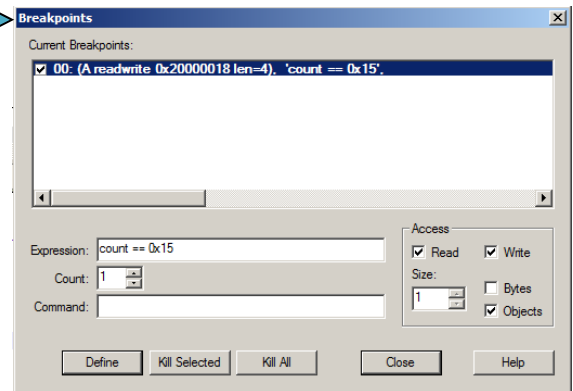 Breakpoints
Current Breakpoints:
00: (A readwrite 0x20000018 len=4), 'count == 0x15',
Access
Expression: count == 0x15
Read Write
Count: 1
Size:
1
Bytes
Command:
Objects
Define Kill Selected Kill All Close Help